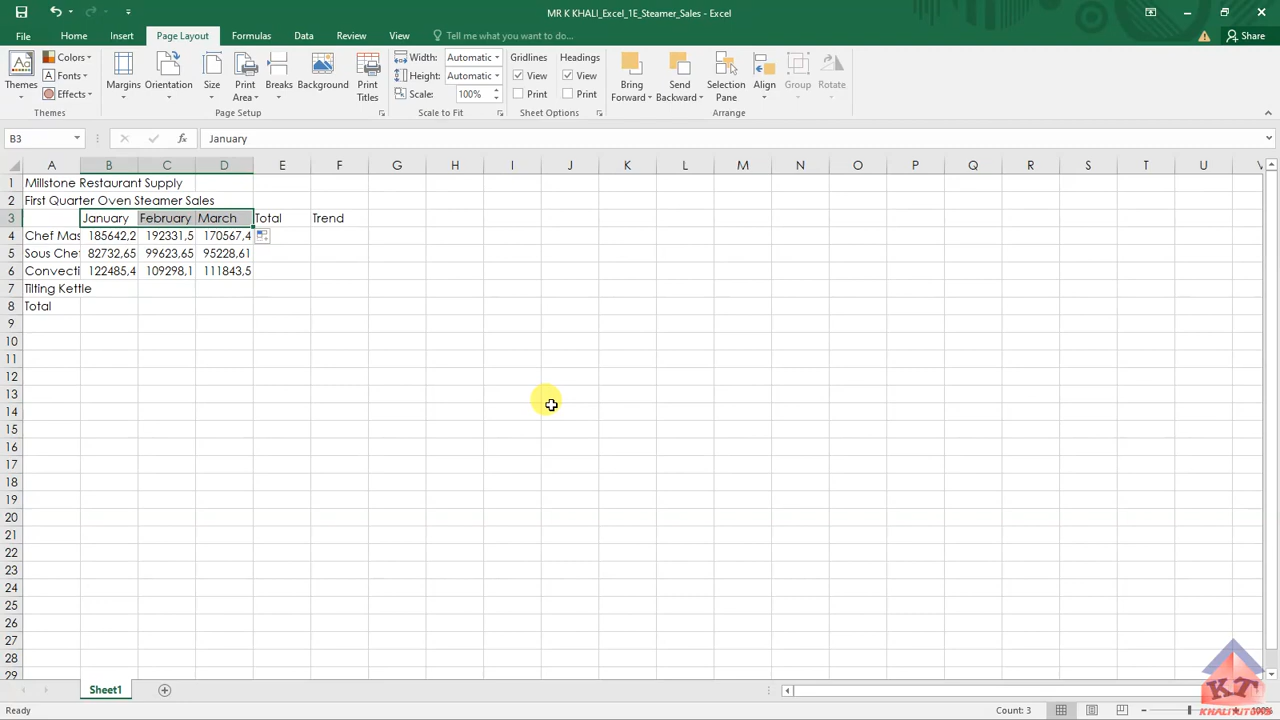 MR K KHALI_Excel_1E_Steamer_Sales - Excel
File Home Insert Page Layout Formulas Data Review View Tell me what you want to do... Share
Colors Width: Automatic Gridlines Headings
Fonts Height: Automatic View View
Effects Scale: 100% Print Print
Themes Margins Orientation Size Print Area Breaks Background Print Titles Bring Forward Send Backward Selection Pane Align Group Rotate
Themes Page Setup Scale to Fit Sheet Options Arrange
B3 fx January
A B C D E F G H I J K L M N O P Q R S T U V
1 Millstone Restaurant Supply
2 First Quarter Oven Steamer Sales
3 January February March Total Trend
4 Chef Mas 185642,2 192331,5 170567,4
5 Sous Chef 82732,65 99623,65 95228,61
6 Convecti 122485,4 109298,1 111843,5
7 Tilting Kettle
8 Total
9
10
11
12
13
14
15
16
17
18
19
20
21
22
23
24
25
26
27
28
29
Sheet1
Ready Count: 3 100%
KT